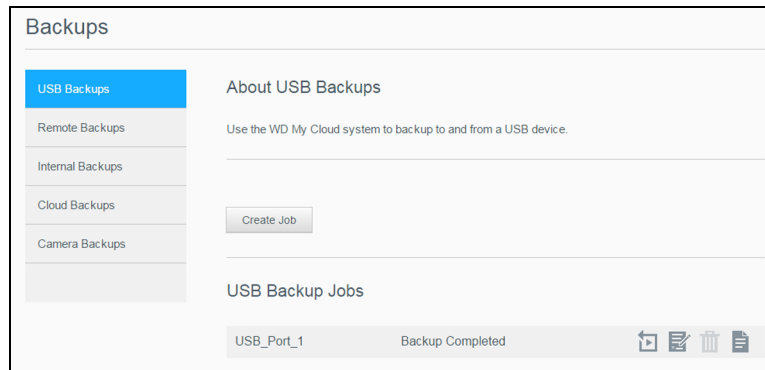 Backups
USB Backups
Remote Backups
Internal Backups
Cloud Backups
Camera Backups
About USB Backups
Use the WD My Cloud system to backup to and from a USB device.
Create Job
USB Backup Jobs
USB_Port_1 Backup Completed